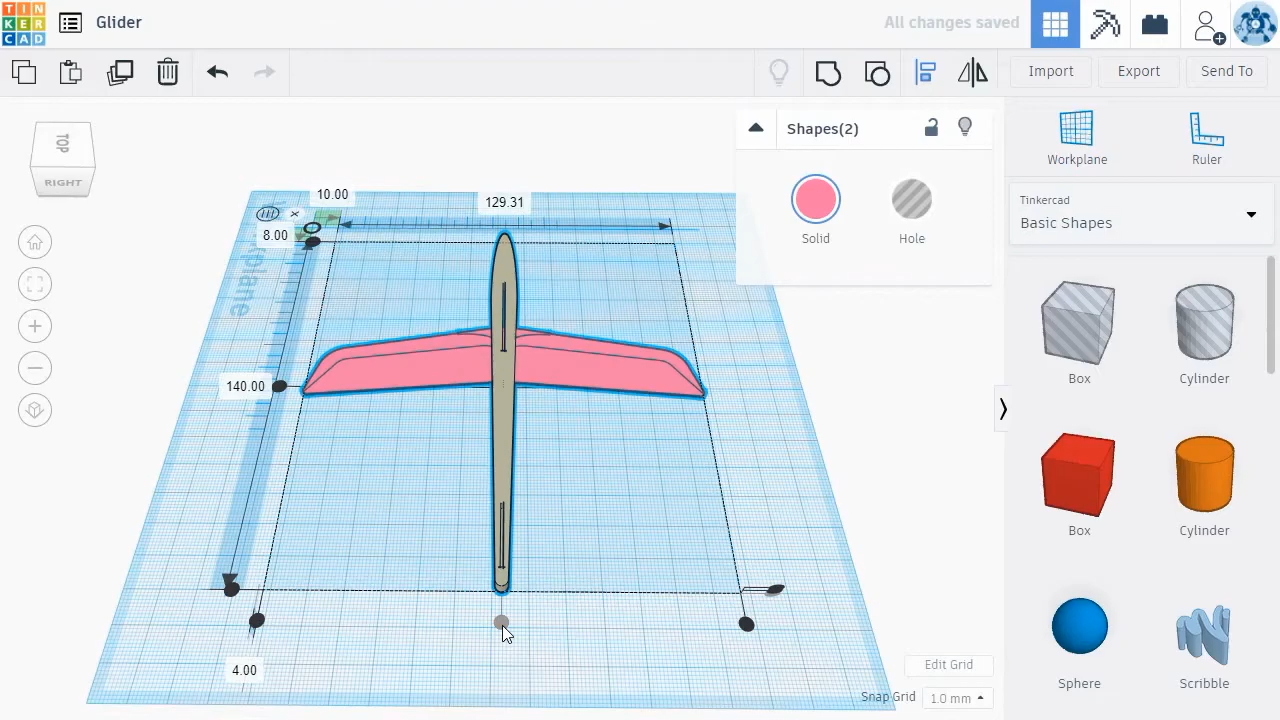 TIN
KER
CAD
Glider
All changes saved
Import
Export
Send To
TOP
RIGHT
Shapes(2)
Solid
Hole
Workplane
Ruler
Tinkercad
Basic Shapes
10.00
129.31
8.00
140.00
4.00
Box
Cylinder
Box
Cylinder
Sphere
Scribble
Edit Grid
Snap Grid
1.0 mm